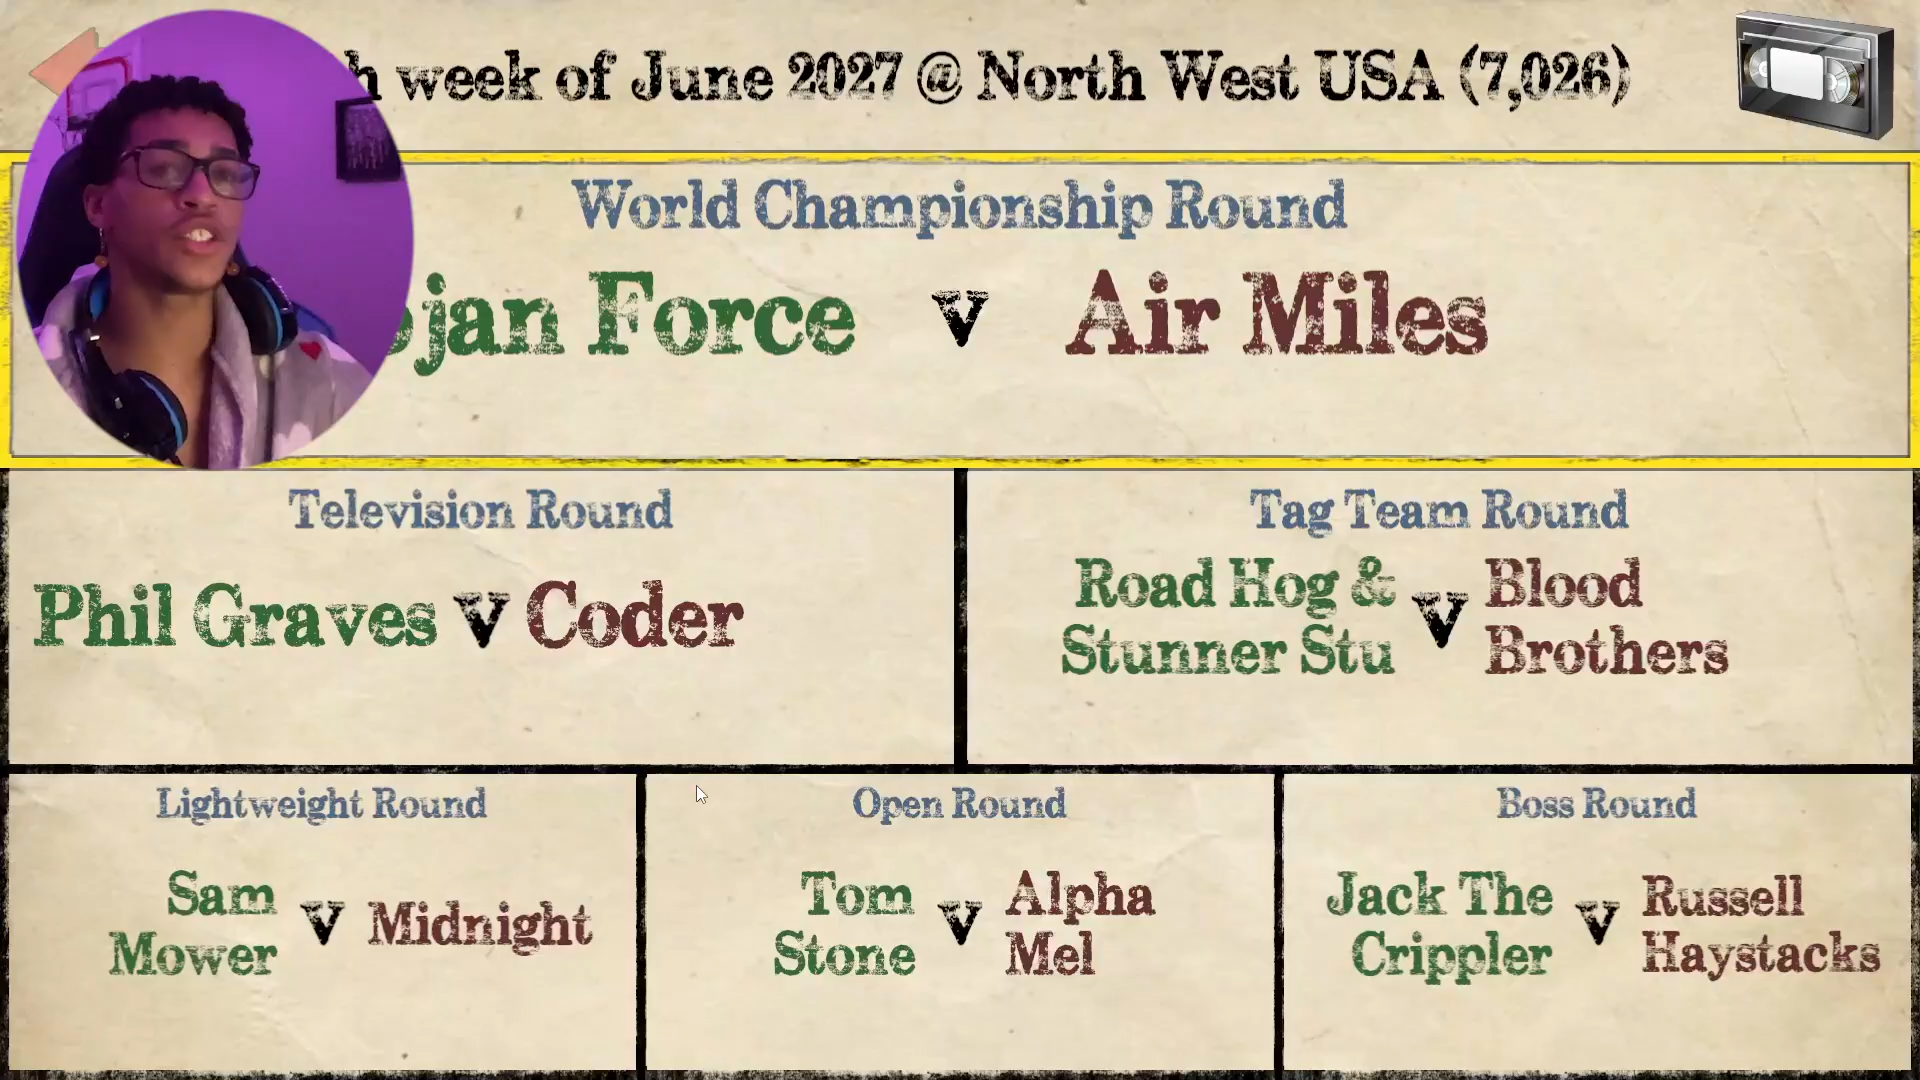 week of June 2027 @ North West USA (7,026)
World Championship Round
Force v Air Miles
Television Round
Phil Graves v Coder
Tag Team Round
Road Hog &
Stunner Stu
v
Blood
Brothers
Lightweight Round
Sam
Mower
v
Midnight
Open Round
Tom
Stone
v
Alpha
Mel
Boss Round
Jack The
Crippler
v
Russell
Haystacks